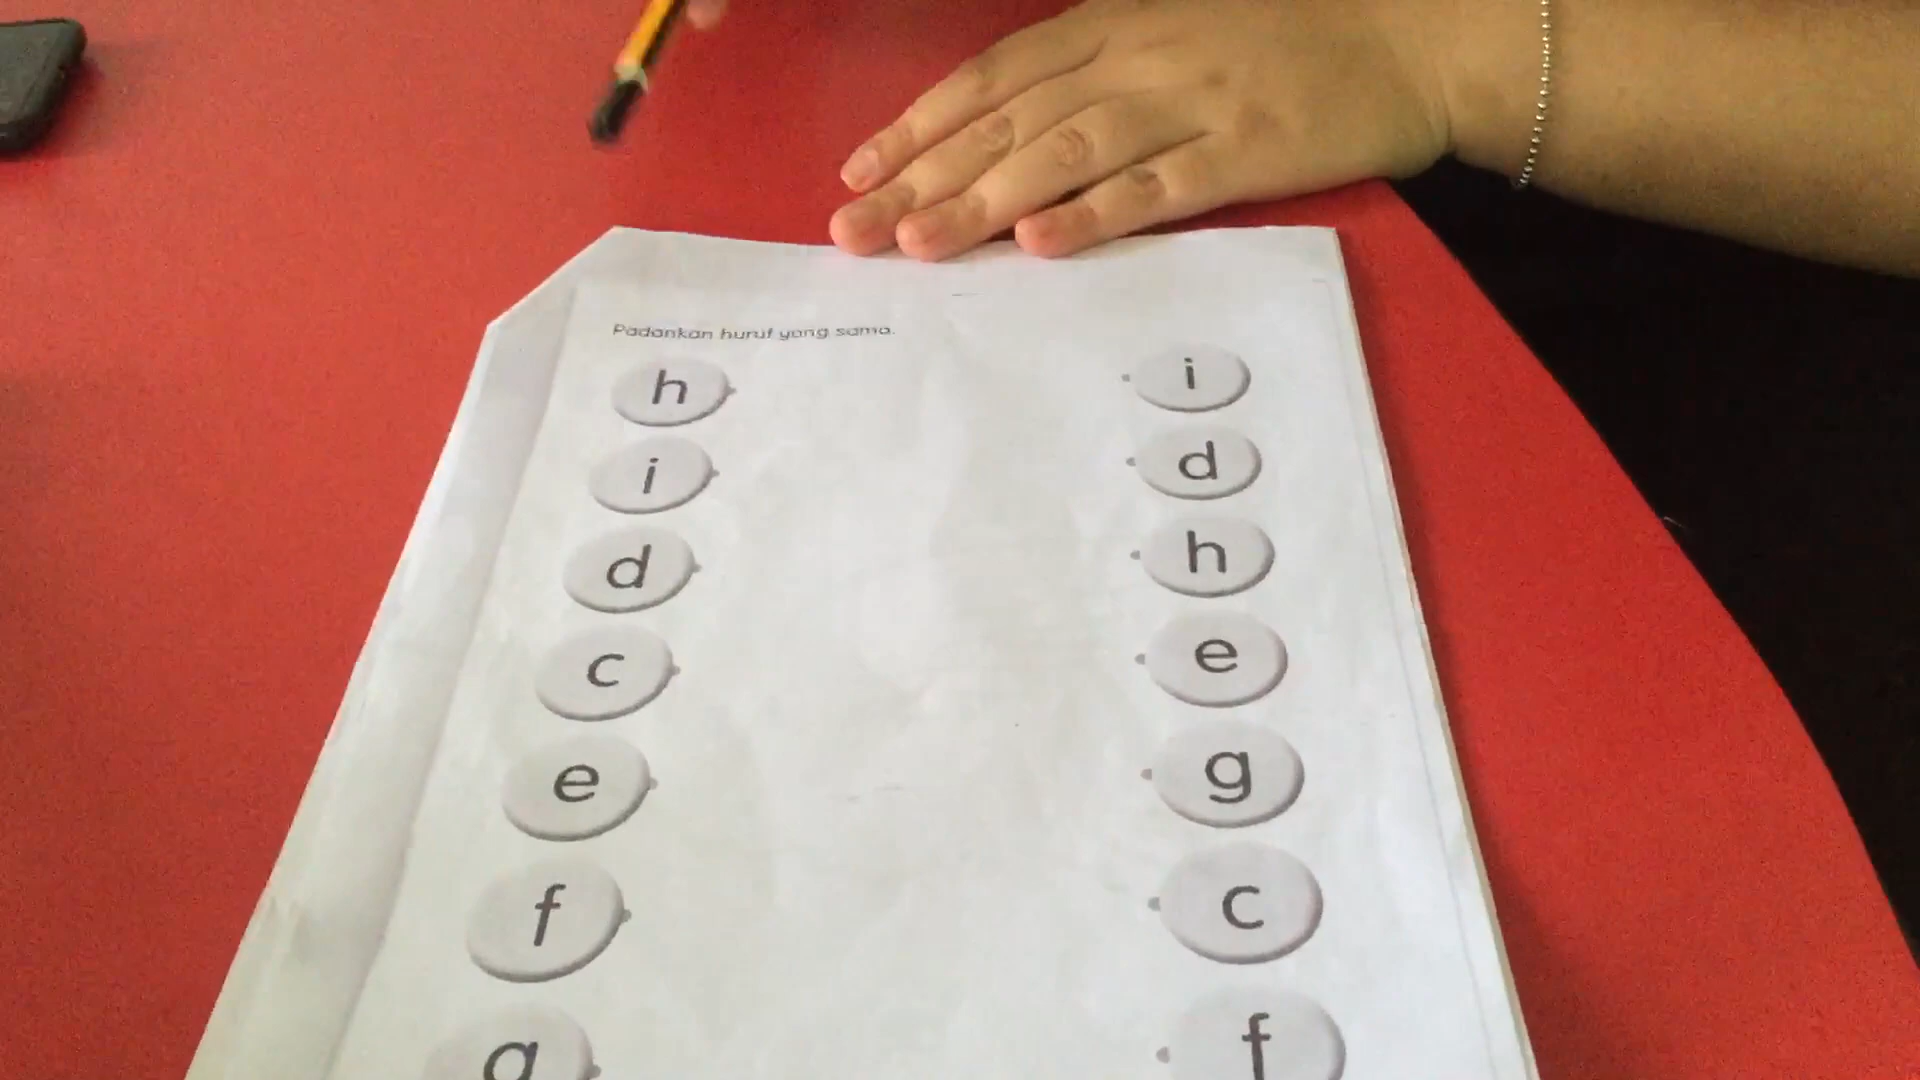 Padankan huruf yang sama.
h i
i d
d h
c e
e g
f c
g f